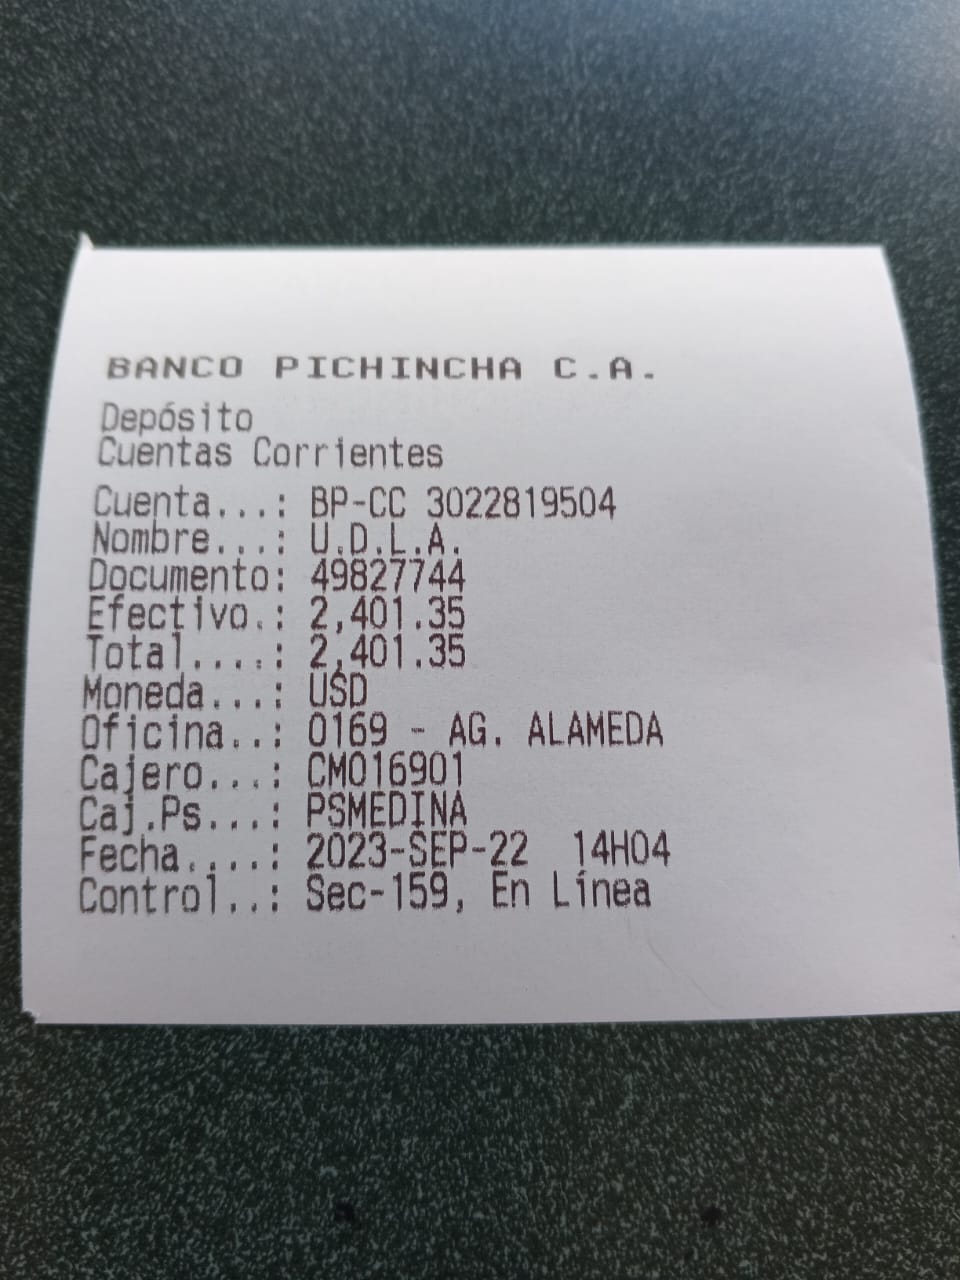 BANCO PICHINCHA C.A.
Depósito
Cuentas Corrientes
Cuenta...: BP-CC 3022819504
Nombre...: U.D.L.A.
Documento: 49827744
Efectivo.: 2,401.35
Total....: 2,401.35
Moneda...: USD
Oficina..: 0169 - AG. ALAMEDA
Cajero...: CM016901
Caj.Ps...: PSMEDINA
Fecha....: 2023-SEP-22  14H04
Control..: Sec-159, En Línea